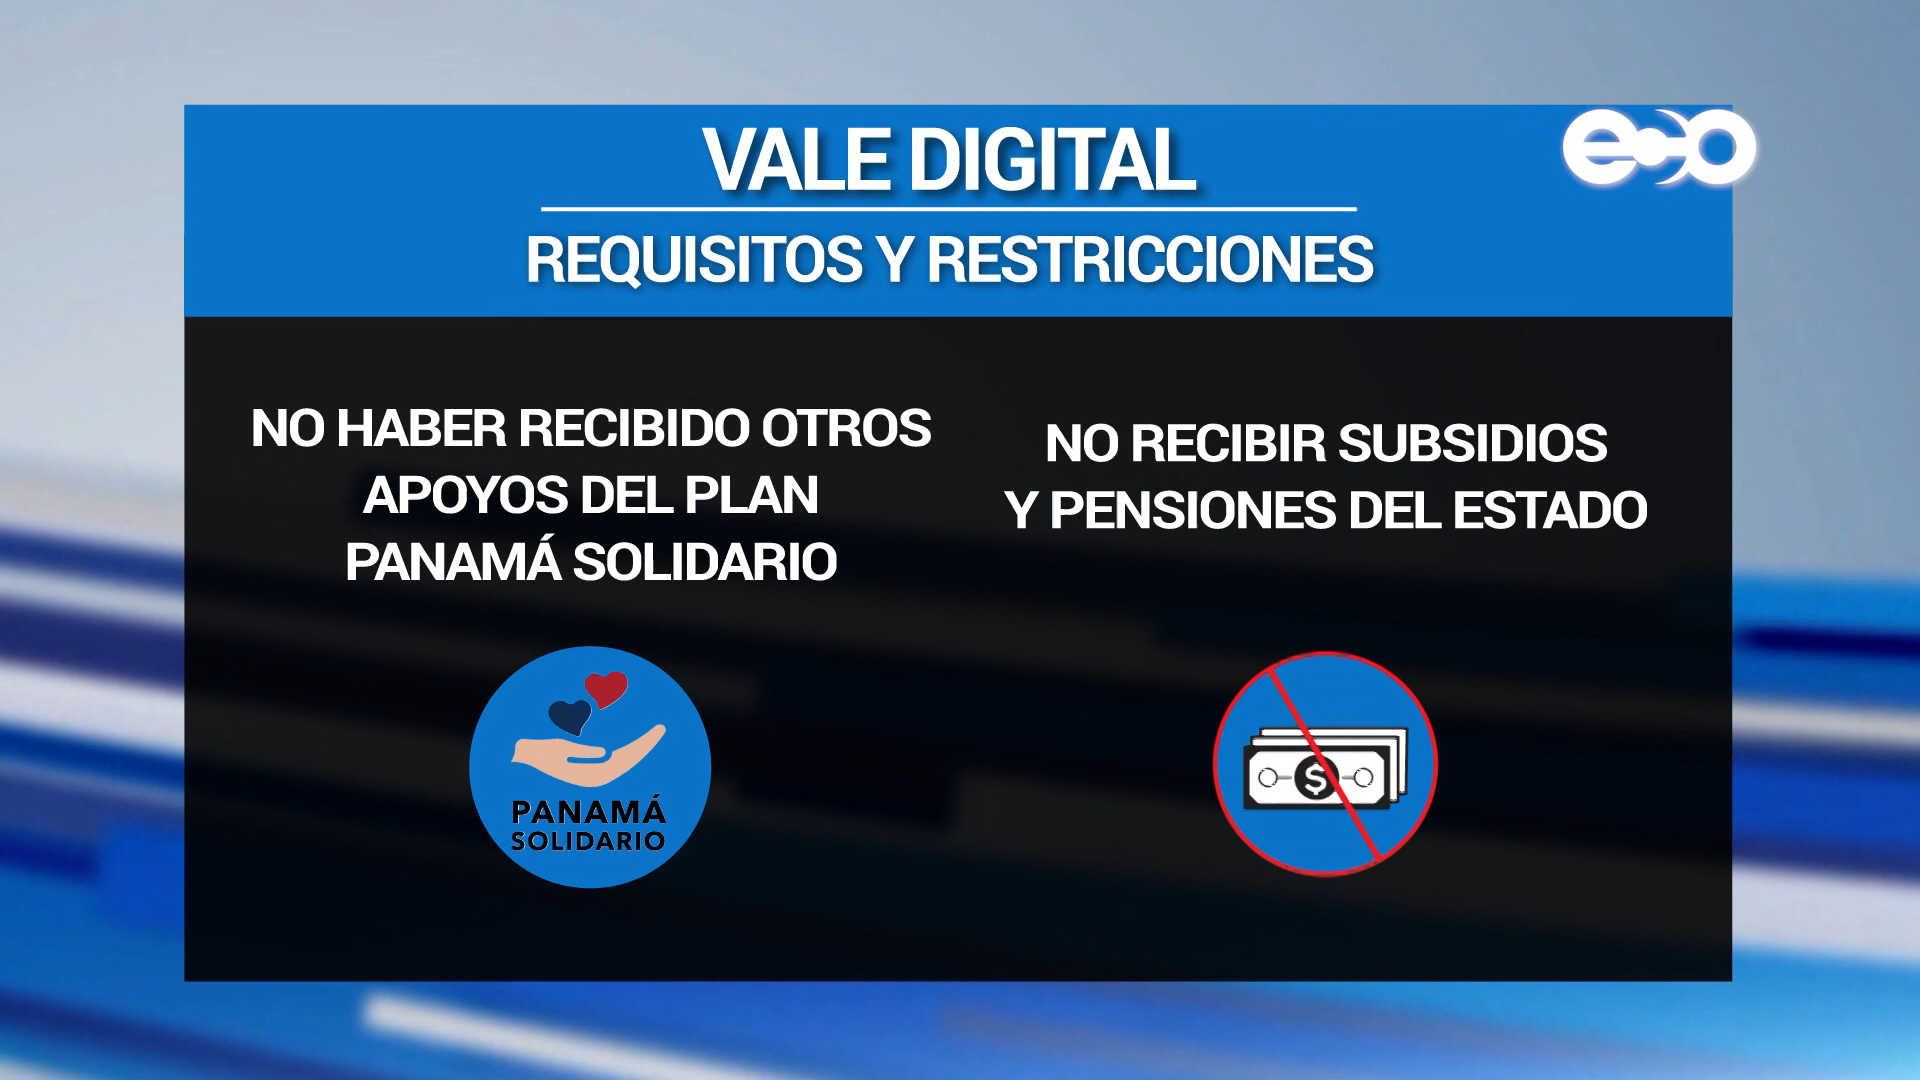 eco
VALE DIGITAL
REQUISITOS Y RESTRICCIONES
NO HABER RECIBIDO OTROS
APOYOS DEL PLAN
PANAMÁ SOLIDARIO
NO RECIBIR SUBSIDIOS
Y PENSIONES DEL ESTADO
PANAMÁ
SOLIDARIO
$